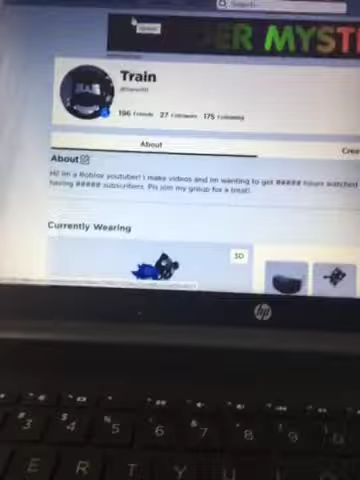 Search
Update
ER MYST
Train
196 Friends 27 Followers 175 Following
About
Crea
About
Hi! Im a Roblox youtuber! I make videos and im wanting to get ##### hours watched
having ##### subscribers. Pls join my group for a treat!
Currently Wearing
3D
hp
# 3 $ 4 % 5 ^ 6 & 7 * 8 ( 9
E R T Y U